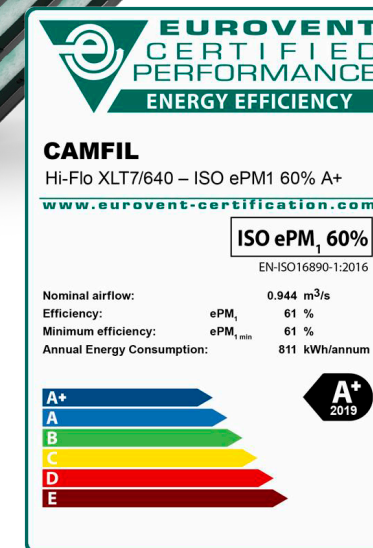 EUROVENT
CERTIFIED
PERFORMANCE
ENERGY EFFICIENCY
CAMFIL
Hi-Flo XLT7/640 – ISO ePM1 60% A+
www.eurovent-certification.com
ISO ePM₁ 60%
EN-ISO16890-1:2016
Nominal airflow: 0.944 m³/s
Efficiency: ePM₁ 61 %
Minimum efficiency: ePM₁ min 61 %
Annual Energy Consumption: 811 kWh/annum
A+
A+
2019
A
B
C
D
E